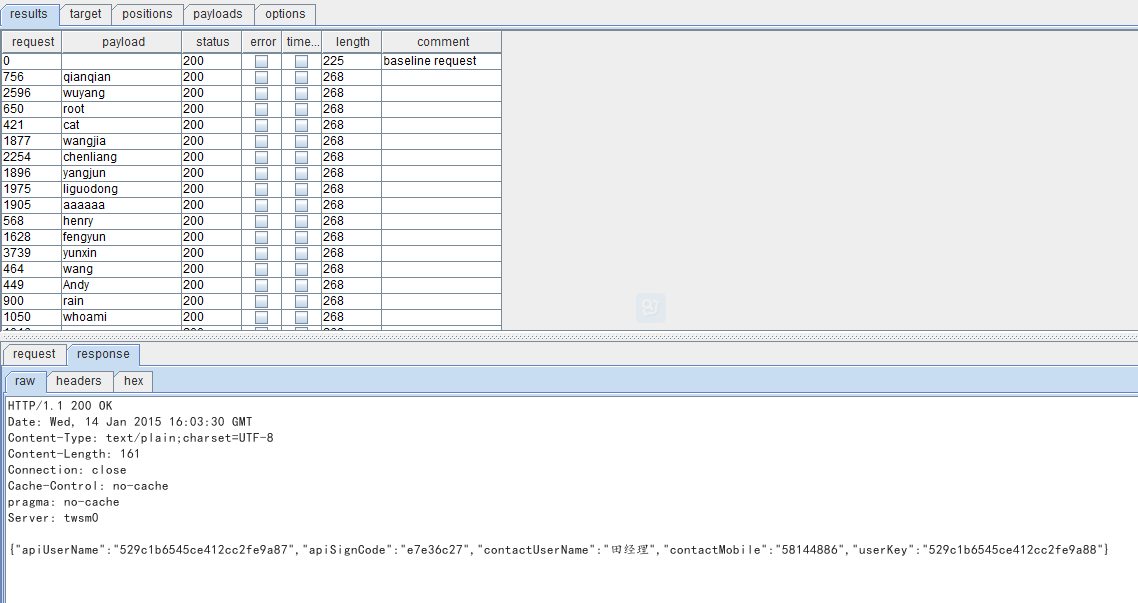 results target positions payloads options
request payload status error time... length comment
0 200 225 baseline request
756 qianqian 200 268
2596 wuyang 200 268
650 root 200 268
421 cat 200 268
1877 wangjia 200 268
2254 chenliang 200 268
1896 yangjun 200 268
1975 liguodong 200 268
1905 aaaaaa 200 268
568 henry 200 268
1628 fengyun 200 268
3739 yunxin 200 268
464 wang 200 268
449 Andy 200 268
900 rain 200 268
1050 whoami 200 268
request response
raw headers hex
HTTP/1.1 200 OK
Date: Wed, 14 Jan 2015 16:03:30 GMT
Content-Type: text/plain;charset=UTF-8
Content-Length: 161
Connection: close
Cache-Control: no-cache
pragma: no-cache
Server: twsm0
{"apiUserName":"529c1b6545ce412cc2fe9a87","apiSignCode":"e7e36c27","contactUserName":"田经理","contactMobile":"58144886","userKey":"529c1b6545ce412cc2fe9a88"}